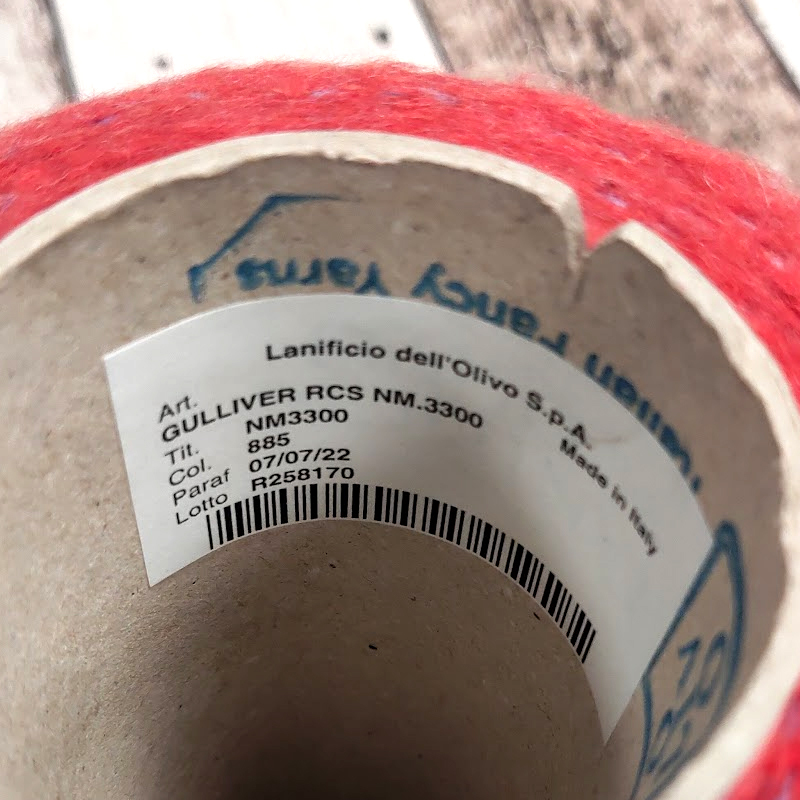 Italian Fancy Yarns
Lanificio dell'Olivo S.p.A.
Made in Italy
Art.
GULLIVER RCS NM.3300
Tit. NM3300
Col. 885
Paraf 07/07/22
Lotto R258170